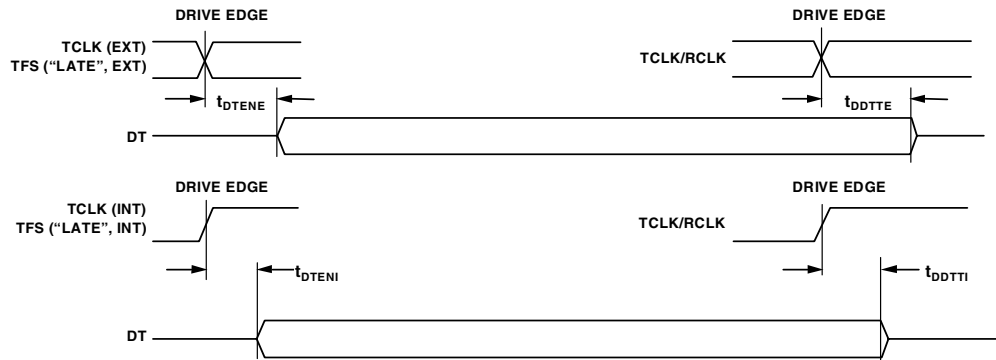 DRIVE EDGE
DRIVE EDGE
TCLK (EXT)
TFS ("LATE", EXT)
TCLK/RCLK
tDTENE
tDDTTE
DT
DRIVE EDGE
DRIVE EDGE
TCLK (INT)
TFS ("LATE", INT)
TCLK/RCLK
tDTENI
tDDTTI
DT